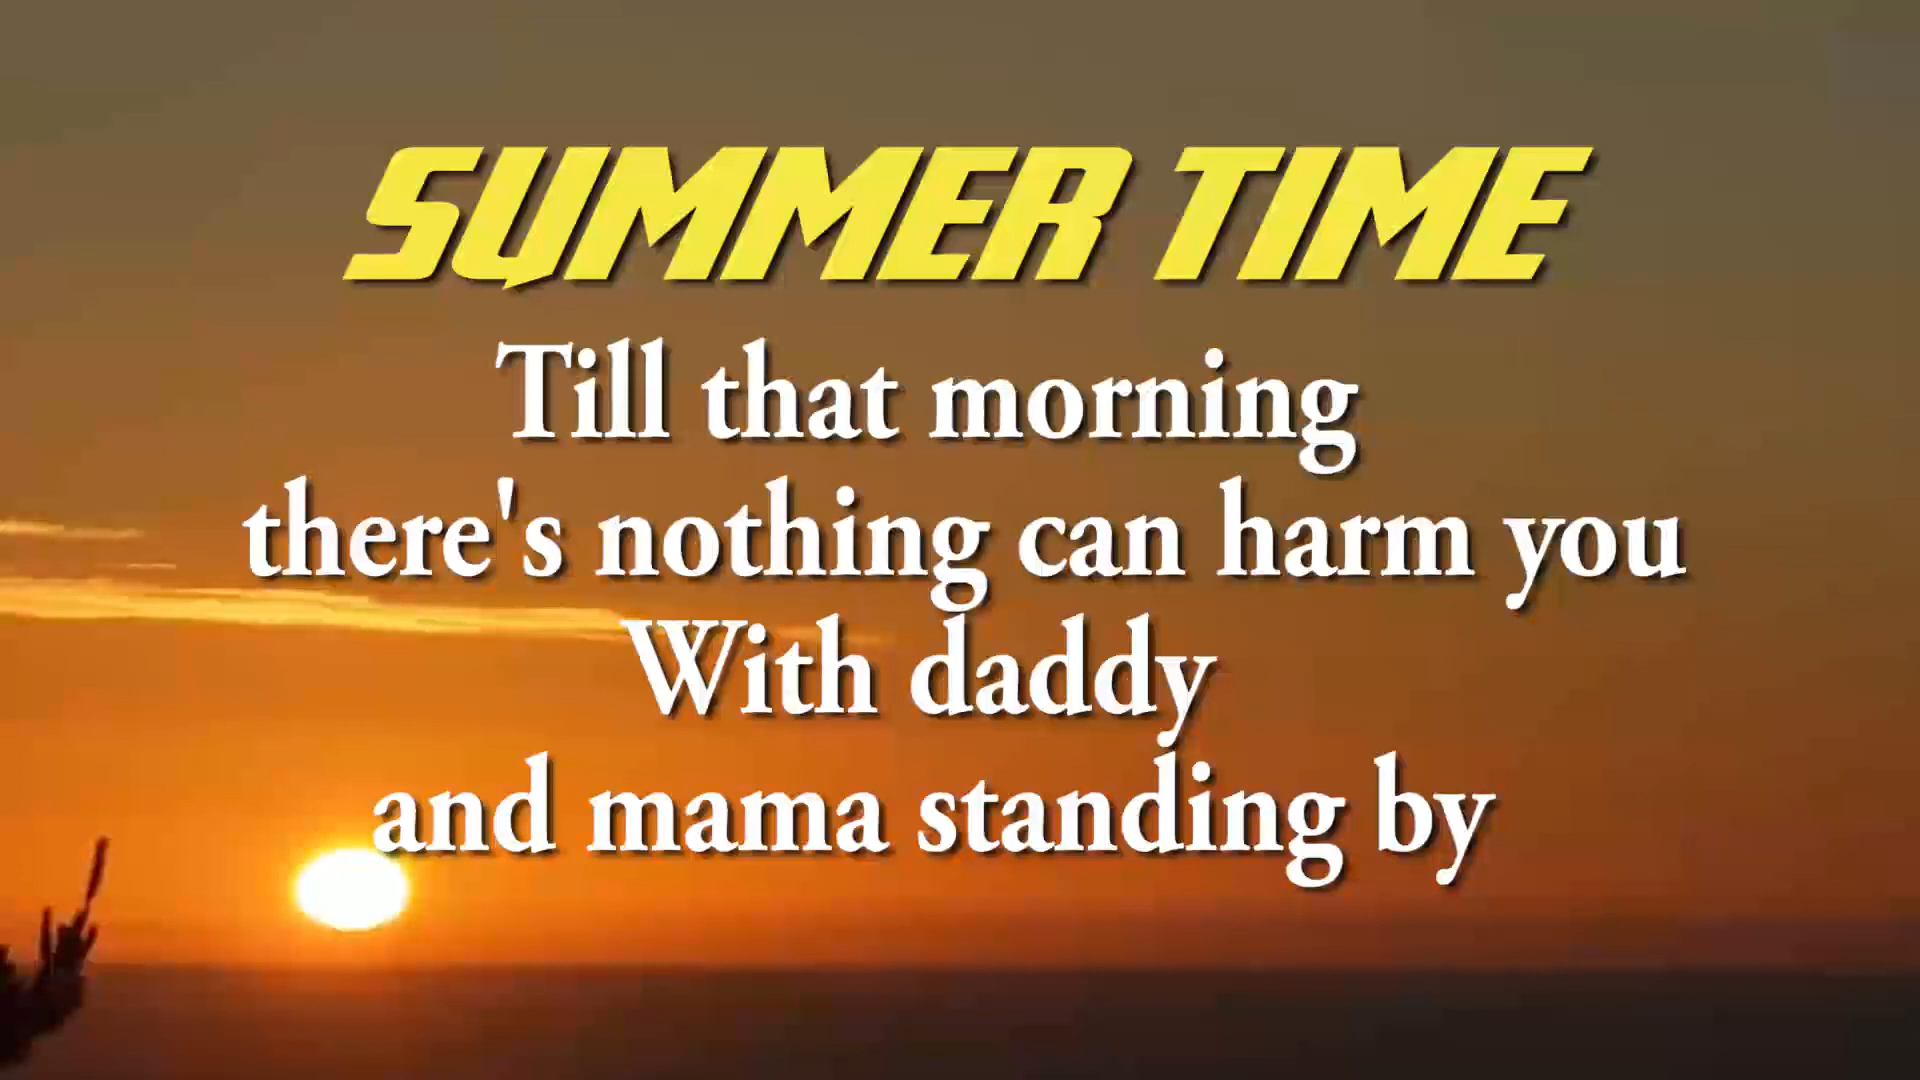 SUMMER TIME
Till that morning
there's nothing can harm you
With daddy
and mama standing by